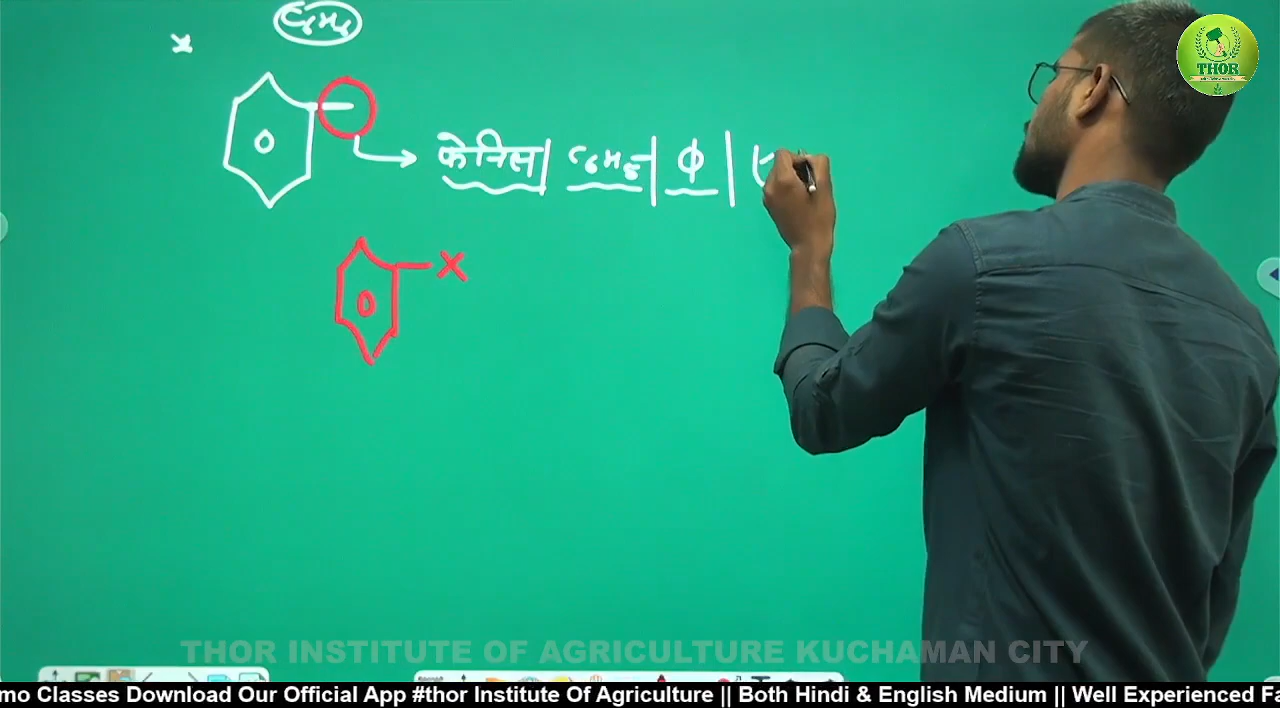 C₆H₆
x
O
केनिल | C₆H₅ | ϕ |
O
X
THOR
THOR INSTITUTE OF AGRICULTURE KUCHAMAN CITY
mo Classes Download Our Official App #thor Institute Of Agriculture || Both Hindi & English Medium || Well Experienced Fa